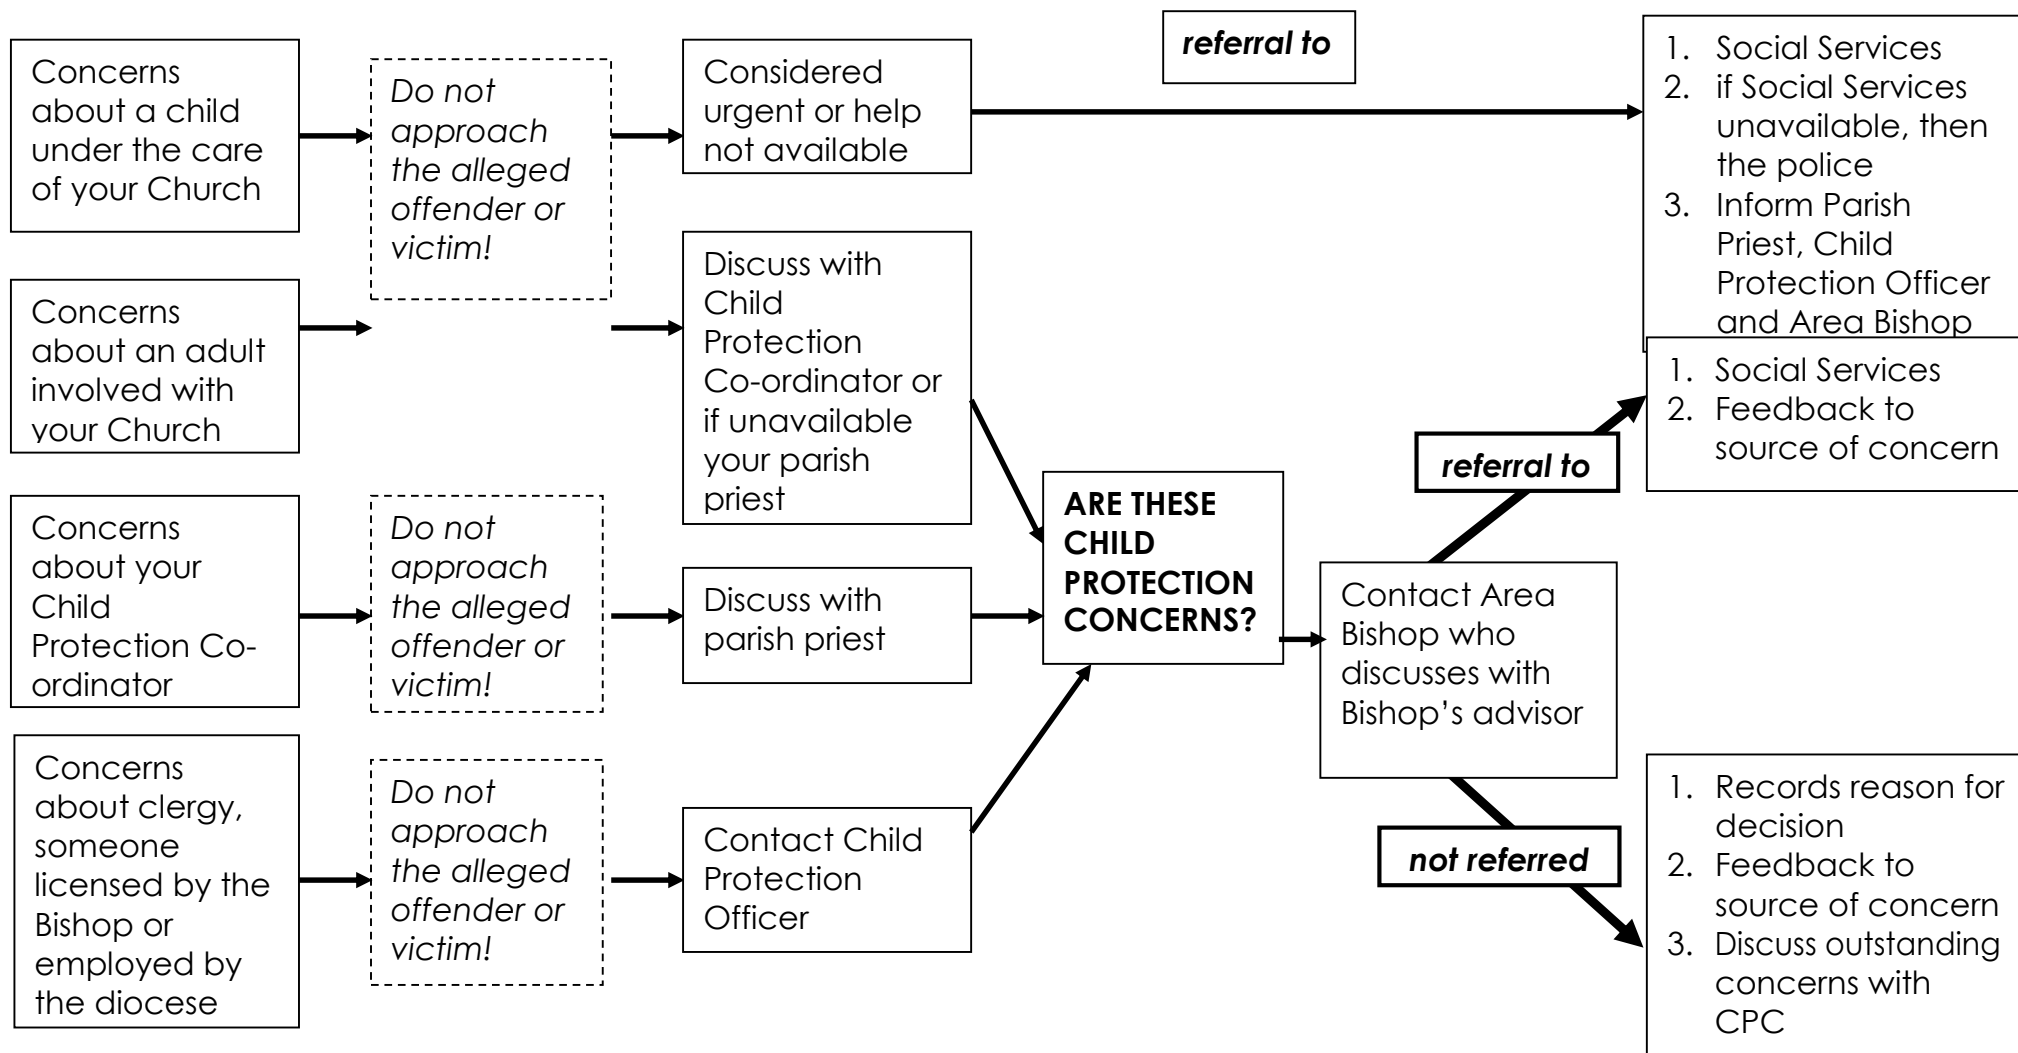 Concerns
about a child
under the care
of your Church
Do not
approach
the alleged
offender or
victim!
Considered
urgent or help
not available
referral to
1. Social Services
2. if Social Services
unavailable, then
the police
3. Inform Parish
Priest, Child
Protection Officer
and Area Bishop
Concerns
about an adult
involved with
your Church
Discuss with
Child
Protection
Co-ordinator or
if unavailable
your parish
priest
1. Social Services
2. Feedback to
source of concern
referral to
Concerns
about your
Child
Protection Co-
ordinator
Do not
approach
the alleged
offender or
victim!
Discuss with
parish priest
ARE THESE
CHILD
PROTECTION
CONCERNS?
Contact Area
Bishop who
discusses with
Bishop’s advisor
Concerns
about clergy,
someone
licensed by the
Bishop or
employed by
the diocese
Do not
approach
the alleged
offender or
victim!
Contact Child
Protection
Officer
not referred
1. Records reason for
decision
2. Feedback to
source of concern
3. Discuss outstanding
concerns with
CPC